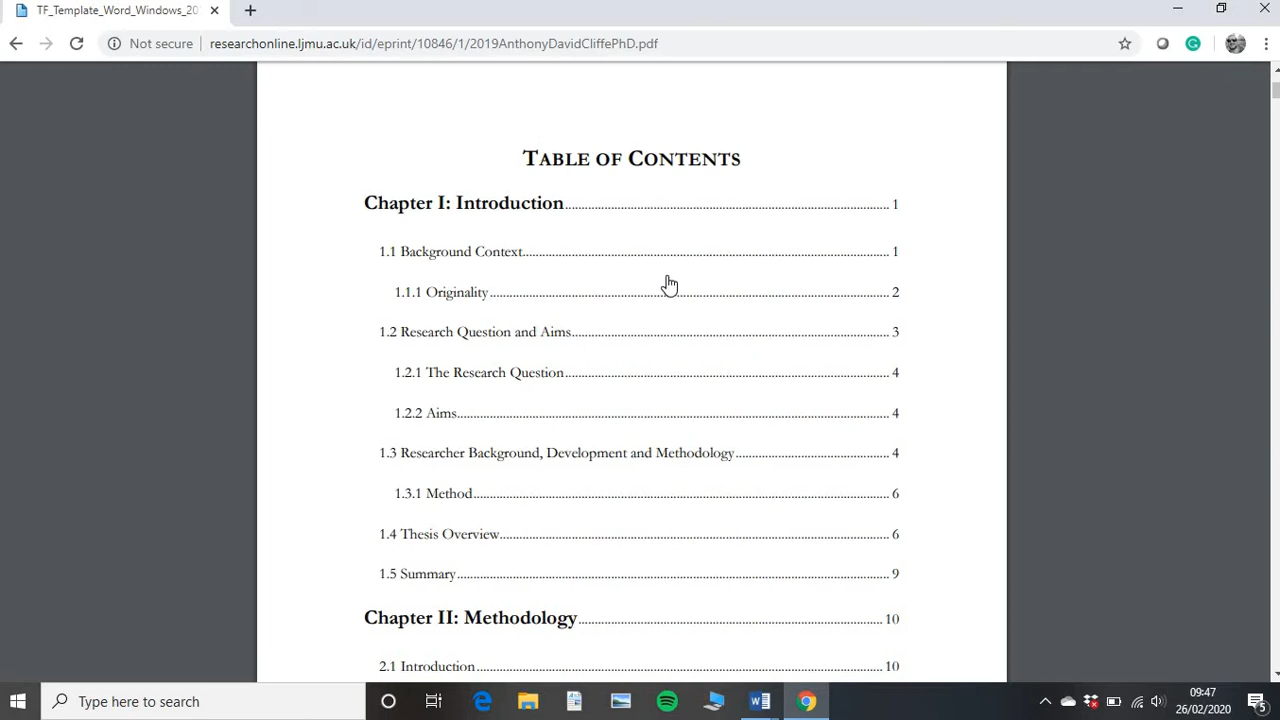 TF_Template_Word_Windows_20
Not secure researchonline.ljmu.ac.uk/id/eprint/10846/1/2019AnthonyDavidCliffePhD.pdf
TABLE OF CONTENTS
Chapter I: Introduction 1
1.1 Background Context 1
1.1.1 Originality 2
1.2 Research Question and Aims 3
1.2.1 The Research Question 4
1.2.2 Aims 4
1.3 Researcher Background, Development and Methodology 4
1.3.1 Method 6
1.4 Thesis Overview 6
1.5 Summary 9
Chapter II: Methodology 10
2.1 Introduction 10
Type here to search
09:47
26/02/2020
5